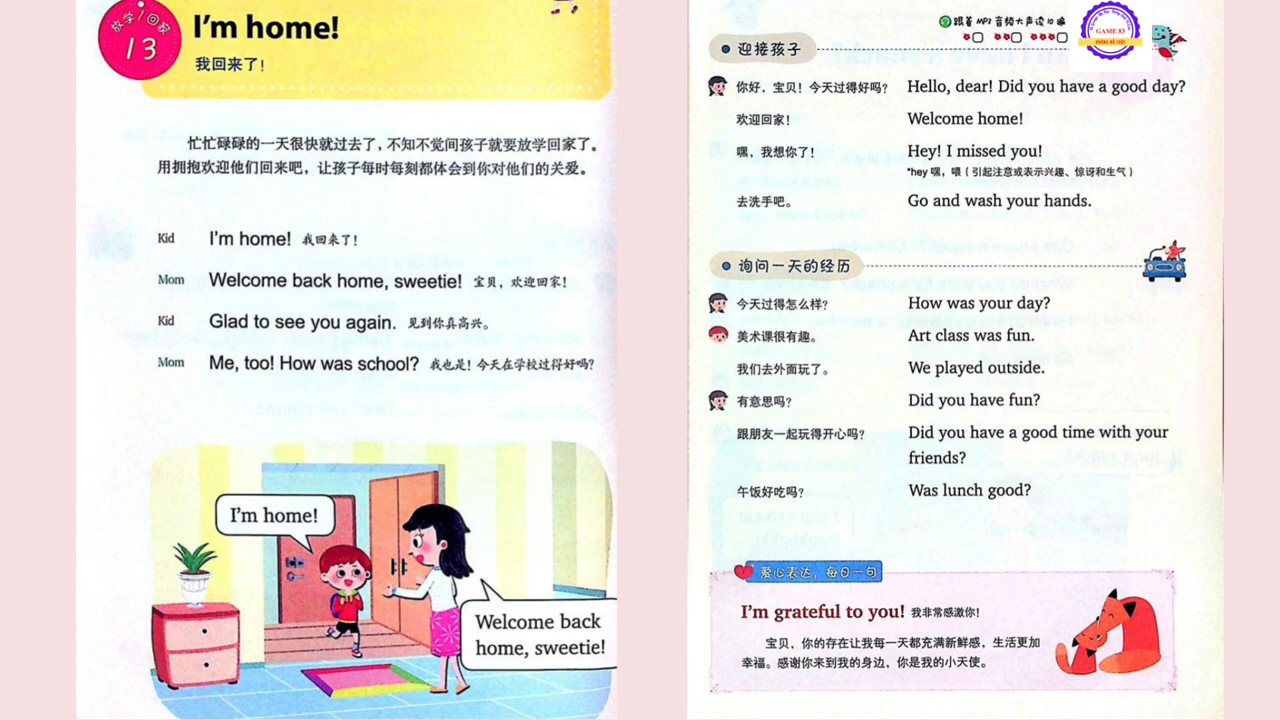 放学/回家
13
I'm home!
我回来了！
忙忙碌碌的一天很快就过去了，不知不觉间孩子就要放学回家了。
用拥抱欢迎他们回来吧，让孩子每时每刻都体会到你对他们的关爱。
Kid I'm home! 我回来了！
Mom Welcome back home, sweetie! 宝贝，欢迎回家！
Kid Glad to see you again. 见到你真高兴。
Mom Me, too! How was school? 我也是！今天在学校过得好吗？
I'm home!
Welcome back
home, sweetie!
跟着 MP3 音频大声读10遍
GAME 83
迎接孩子
你好，宝贝！今天过得好吗？ Hello, dear! Did you have a good day?
欢迎回家！ Welcome home!
嘿，我想你了！ Hey! I missed you!
*hey 嘿，喂（引起注意或表示兴趣、惊讶和生气）
去洗手吧。 Go and wash your hands.
询问一天的经历
今天过得怎么样？ How was your day?
美术课很有趣。 Art class was fun.
我们去外面玩了。 We played outside.
有意思吗？ Did you have fun?
跟朋友一起玩得开心吗？ Did you have a good time with your
friends?
午饭好吃吗？ Was lunch good?
爱心表达，每日一句
I'm grateful to you! 我非常感激你！
宝贝，你的存在让我每一天都充满新鲜感，生活更加
幸福。感谢你来到我的身边，你是我的小天使。